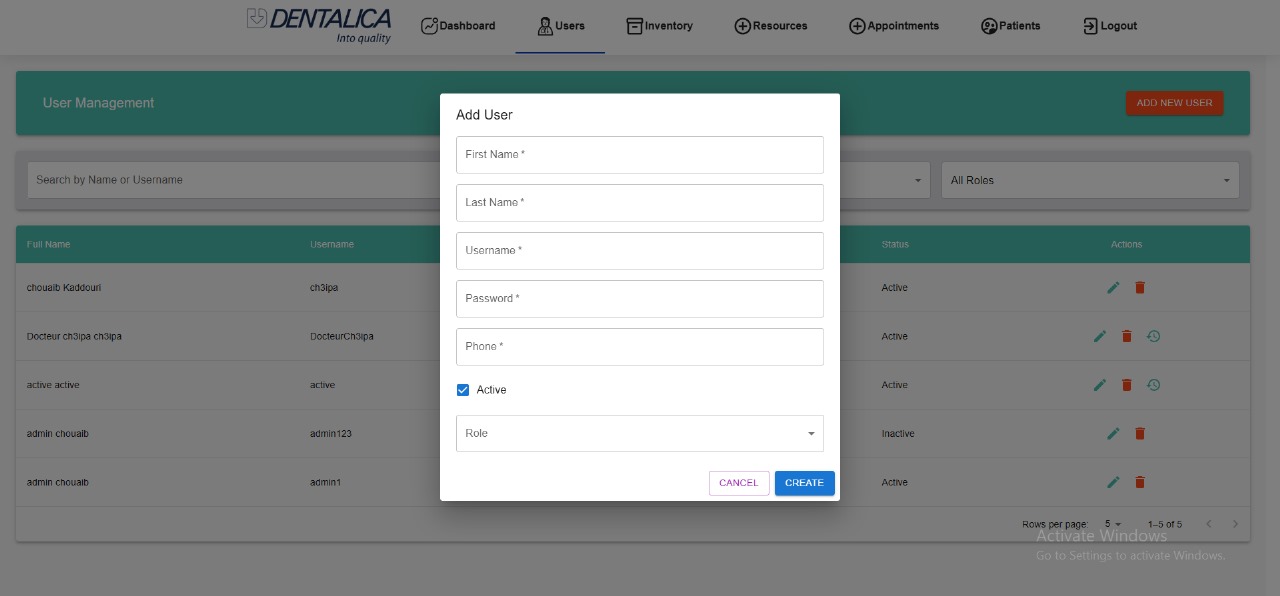 DENTALICA
Into quality
Dashboard
Users
Inventory
Resources
Appointments
Patients
Logout
User Management
ADD NEW USER
Search by Name or Username
All Roles
Full Name
Username
Status
Actions
chouaib Kaddouri
ch3ipa
Active
Docteur ch3ipa ch3ipa
DocteurCh3ipa
Active
active active
active
Active
admin chouaib
admin123
Inactive
admin chouaib
admin1
Active
Rows per page:
5
1–5 of 5
Add User
First Name *
Last Name *
Username *
Password *
Phone *
Active
Role
CANCEL
CREATE
Activate Windows
Go to Settings to activate Windows.